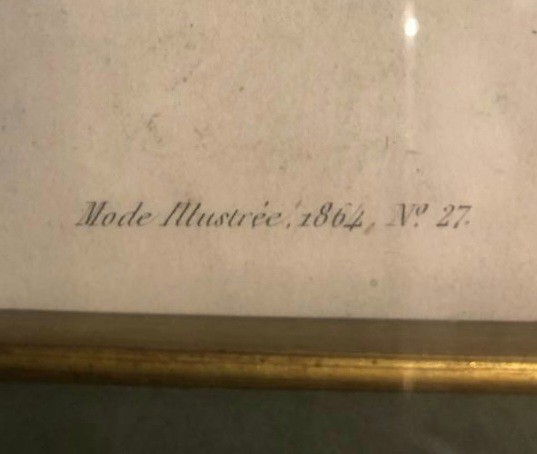 Mode Illustrée, 1864, Nº 27.